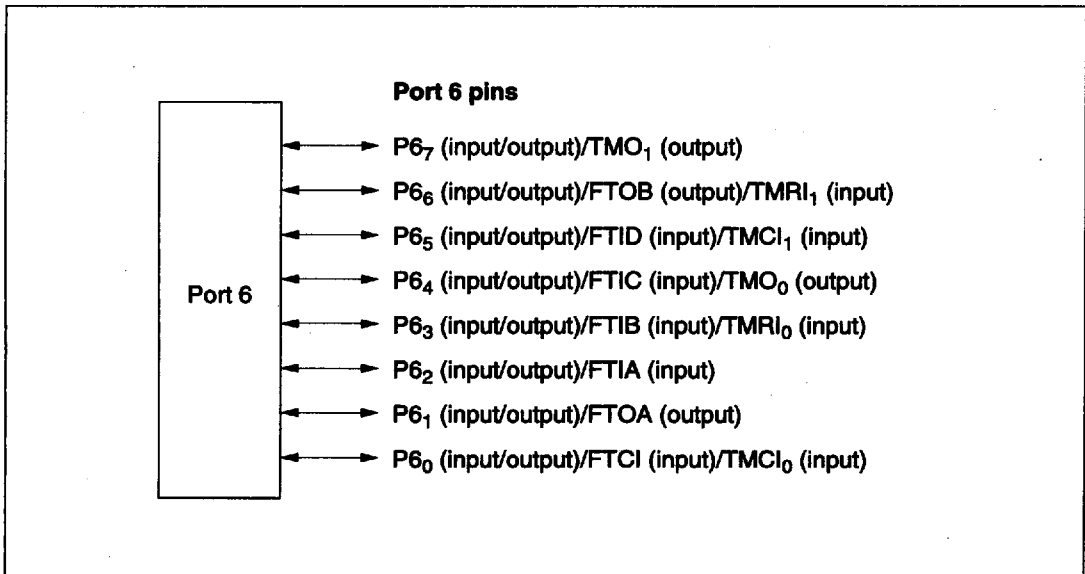 Port 6 pins
P6₇ (input/output)/TMO₁ (output)
P6₆ (input/output)/FTOB (output)/TMRI₁ (input)
P6₅ (input/output)/FTID (input)/TMCI₁ (input)
Port 6
P6₄ (input/output)/FTIC (input)/TMO₀ (output)
P6₃ (input/output)/FTIB (input)/TMRI₀ (input)
P6₂ (input/output)/FTIA (input)
P6₁ (input/output)/FTOA (output)
P6₀ (input/output)/FTCI (input)/TMCI₀ (input)